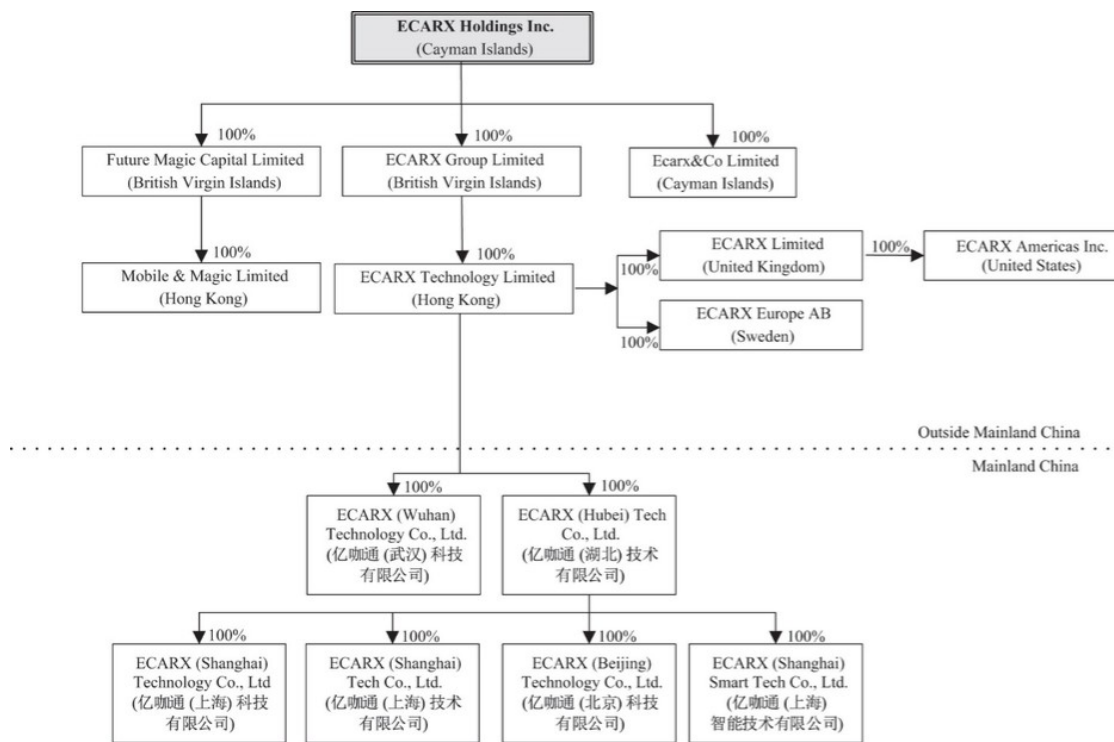 ECARX Holdings Inc.
(Cayman Islands)
100%
100%
100%
Future Magic Capital Limited
(British Virgin Islands)
ECARX Group Limited
(British Virgin Islands)
Ecarx&Co Limited
(Cayman Islands)
100%
100%
Mobile & Magic Limited
(Hong Kong)
ECARX Technology Limited
(Hong Kong)
100%
ECARX Limited
(United Kingdom)
100%
ECARX Americas Inc.
(United States)
100%
ECARX Europe AB
(Sweden)
Outside Mainland China
Mainland China
100%
100%
ECARX (Wuhan)
Technology Co., Ltd.
(亿咖通 (武汉) 科技
有限公司)
ECARX (Hubei) Tech
Co., Ltd.
(亿咖通 (湖北) 技术
有限公司)
100%
100%
100%
100%
ECARX (Shanghai)
Technology Co., Ltd
(亿咖通 (上海) 科技
有限公司)
ECARX (Shanghai)
Tech Co., Ltd.
(亿咖通 (上海) 技术
有限公司)
ECARX (Beijing)
Technology Co., Ltd.
(亿咖通 (北京) 科技
有限公司)
ECARX (Shanghai)
Smart Tech Co., Ltd.
(亿咖通 (上海)
智能技术有限公司)